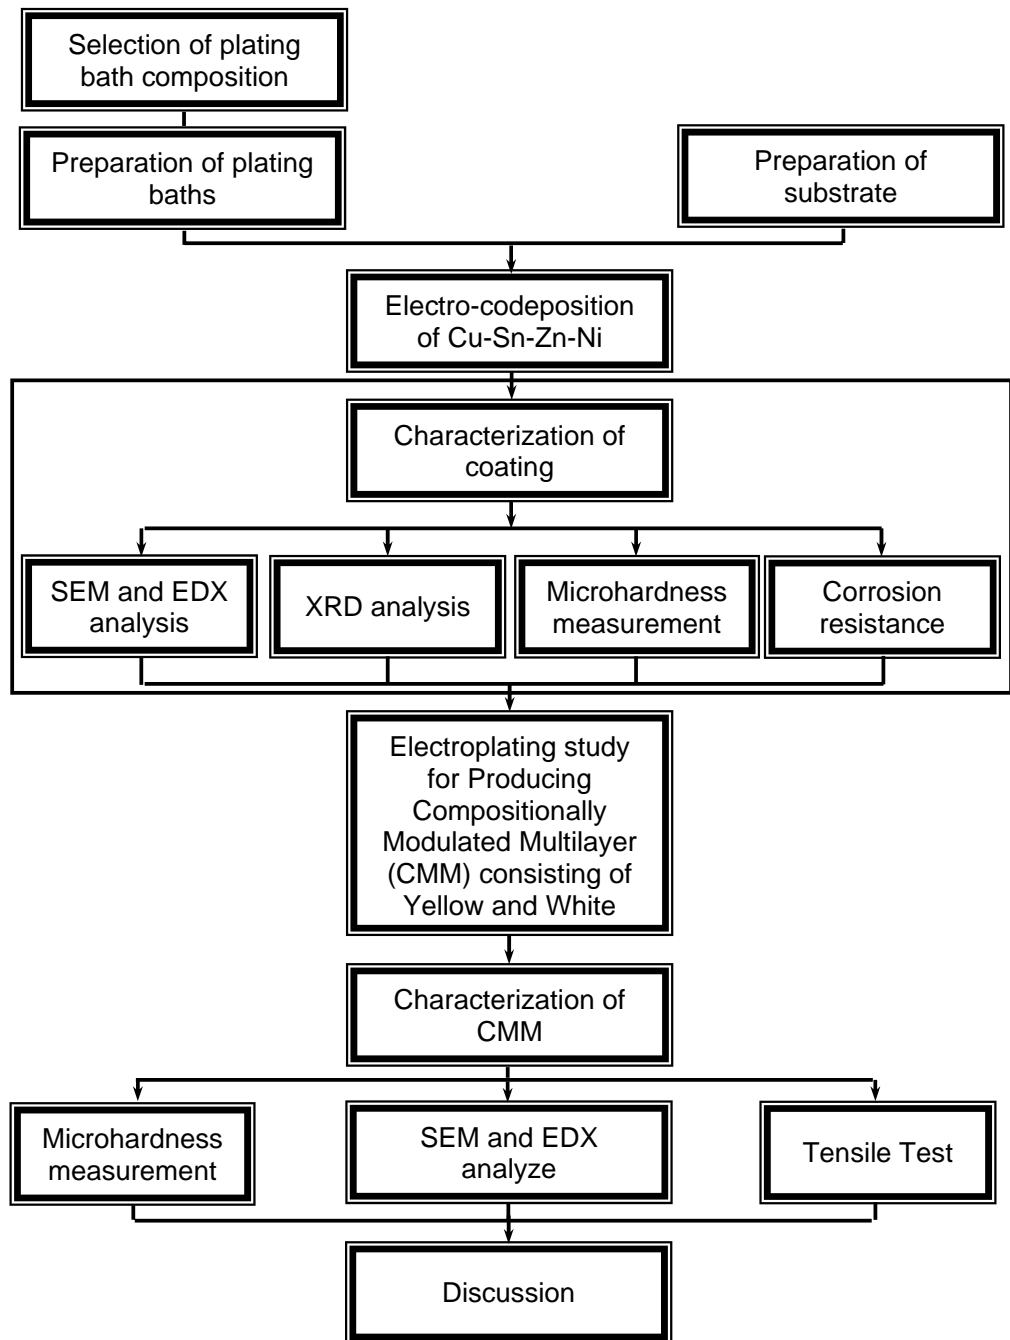 Selection of plating
bath composition
Preparation of plating
baths
Preparation of
substrate
Electro-codeposition
of Cu-Sn-Zn-Ni
Characterization of
coating
SEM and EDX
analysis
XRD analysis
Microhardness
measurement
Corrosion
resistance
Electroplating study
for Producing
Compositionally
Modulated Multilayer
(CMM) consisting of
Yellow and White
Characterization of
CMM
Microhardness
measurement
SEM and EDX
analyze
Tensile Test
Discussion